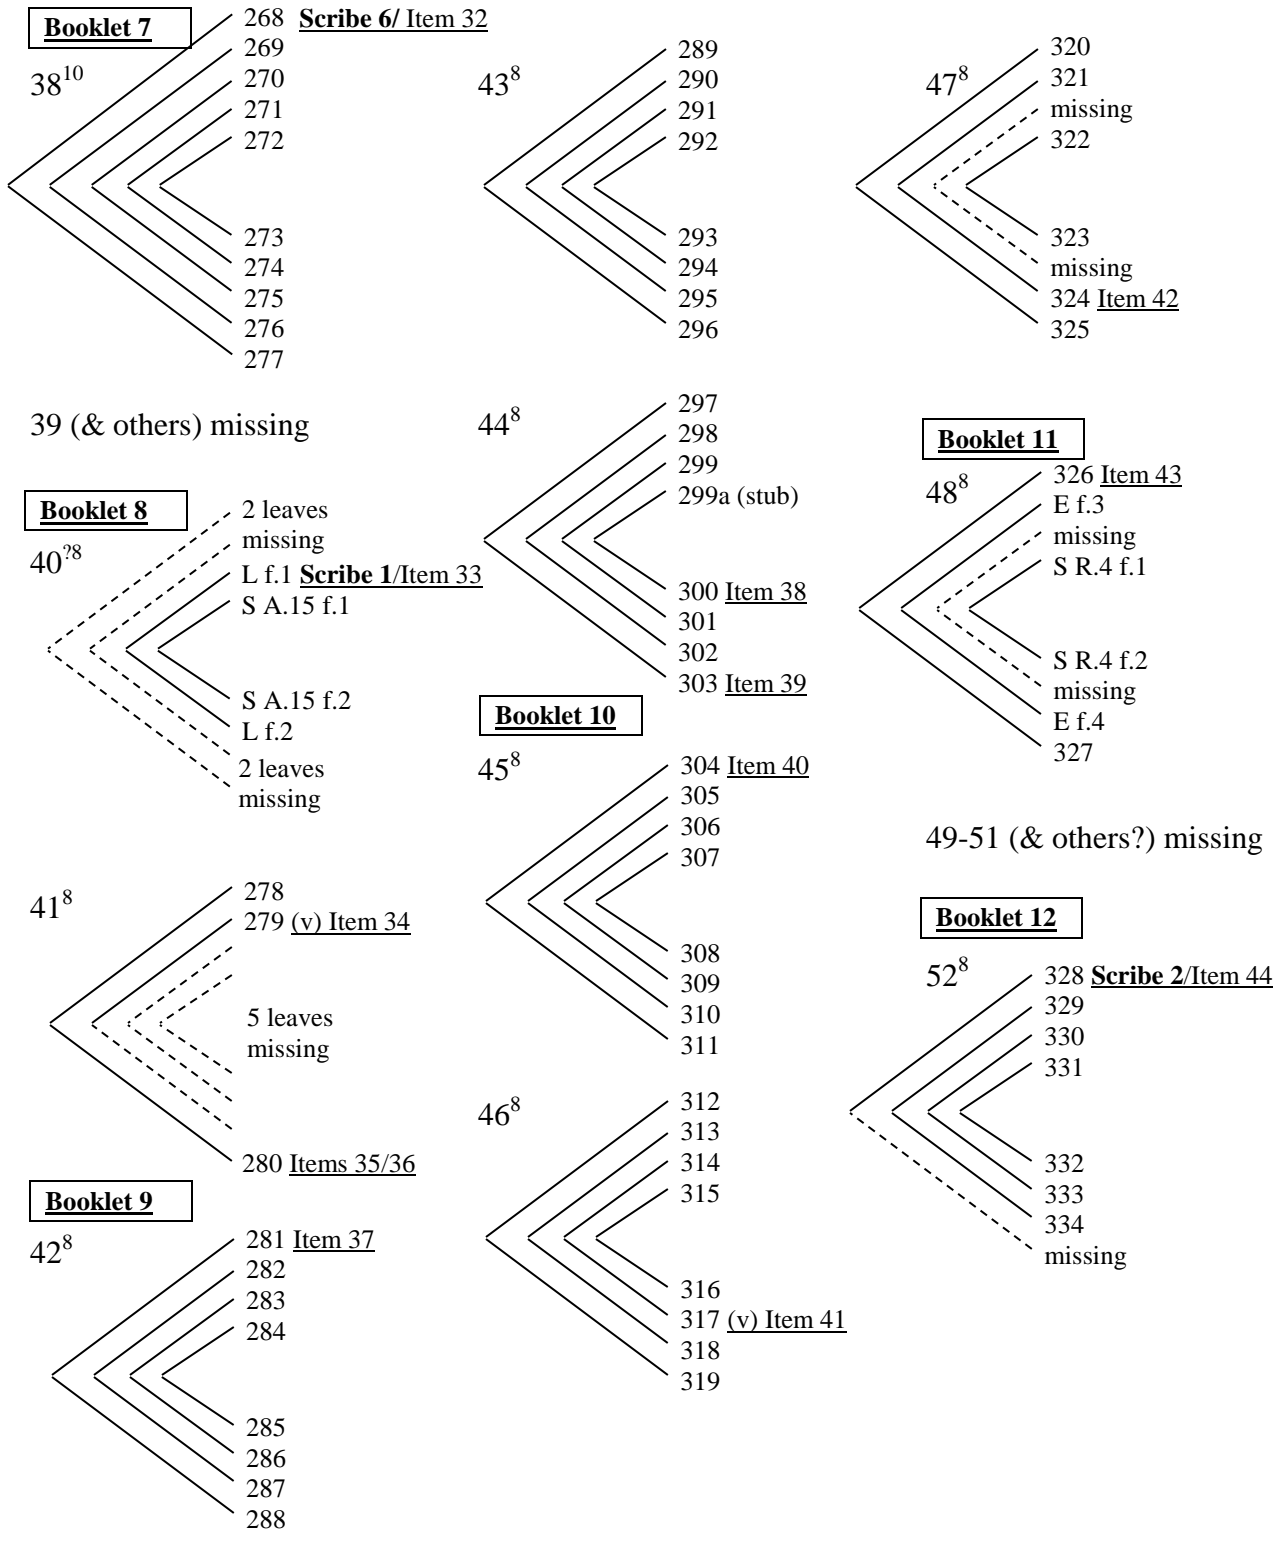 Booklet 7
38¹⁰
268 Scribe 6/ Item 32
269
270
271
272
273
274
275
276
277
39 (& others) missing
Booklet 8
40?⁸
2 leaves
missing
L f.1 Scribe 1/Item 33
S A.15 f.1
S A.15 f.2
L f.2
2 leaves
missing
41⁸
278
279 (v) Item 34
5 leaves
missing
280 Items 35/36
Booklet 9
42⁸
281 Item 37
282
283
284
285
286
287
288
43⁸
289
290
291
292
293
294
295
296
44⁸
297
298
299
299a (stub)
300 Item 38
301
302
303 Item 39
Booklet 10
45⁸
304 Item 40
305
306
307
308
309
310
311
46⁸
312
313
314
315
316
317 (v) Item 41
318
319
47⁸
320
321
missing
322
323
missing
324 Item 42
325
Booklet 11
48⁸
326 Item 43
E f.3
missing
S R.4 f.1
S R.4 f.2
missing
E f.4
327
49-51 (& others?) missing
Booklet 12
52⁸
328 Scribe 2/Item 44
329
330
331
332
333
334
missing